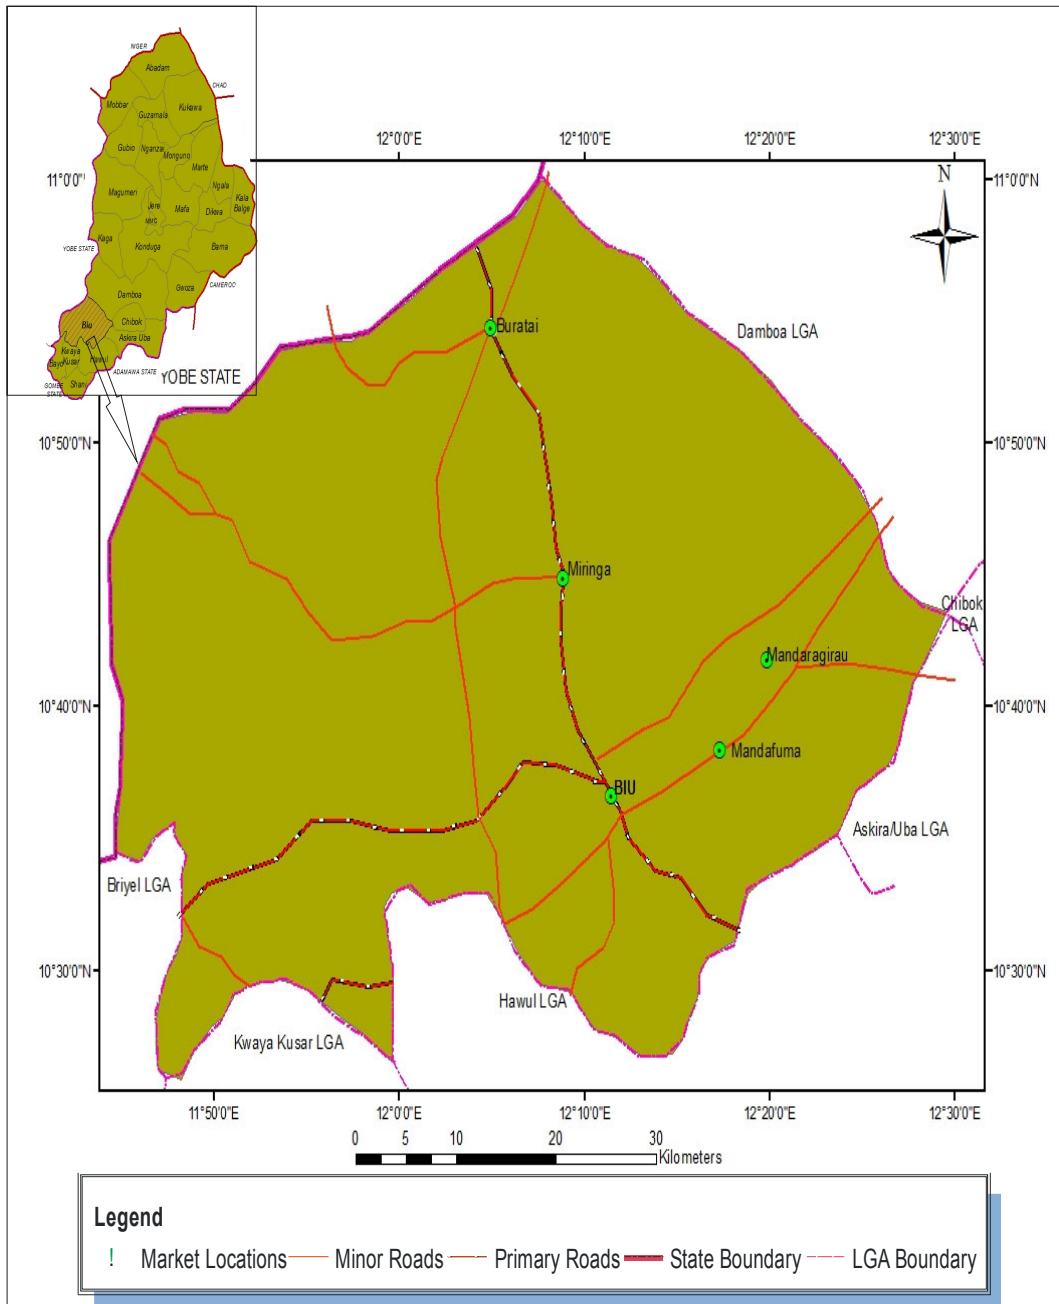 NIGER
Abadam
CHAD
Mobbar
Kukawa
Guzamala
Gubio
Nganzai
Monguno
Marte
Ngala
Magumeri
Kala
Balge
Jere
Mafa
Dikwa
MMC
Kaga
Konduga
Bama
YOBE STATE
Damboa
Gwoza
CAMEROC
Biu
Chibok
Askira Uba
Kwaya
Kusar
Hawul
Bayo
Shani
GOMBE
STATE
ADAMAWA STATE
12°0'0"E 12°10'0"E 12°20'0"E 12°30'0"E
11°0'0"
11°0'0"N
N
Buratai
Damboa LGA
YOBE STATE
10°50'0"N
10°50'0"N
Miringa
Chibok
LGA
Mandaragirau
10°40'0"N
10°40'0"N
Mandafuma
BIU
Askira/Uba LGA
Briyel LGA
10°30'0"N
10°30'0"N
Hawul LGA
Kwaya Kusar LGA
11°50'0"E 12°0'0"E 12°10'0"E 12°20'0"E 12°30'0"E
0 5 10 20 30
Kilometers
Legend
! Market Locations Minor Roads Primary Roads State Boundary LGA Boundary